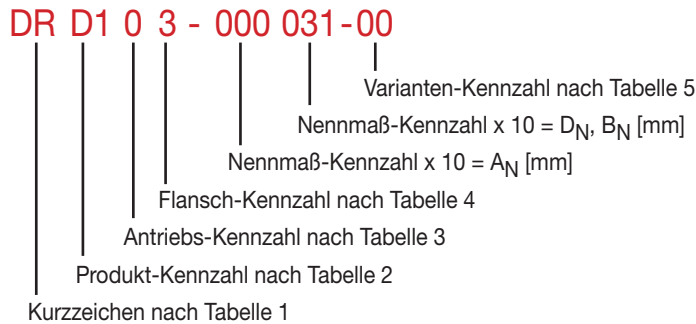 DR D1 0 3 - 000 031-00
Varianten-Kennzahl nach Tabelle 5
Nennmaß-Kennzahl x 10 = DN, BN [mm]
Nennmaß-Kennzahl x 10 = AN [mm]
Flansch-Kennzahl nach Tabelle 4
Antriebs-Kennzahl nach Tabelle 3
Produkt-Kennzahl nach Tabelle 2
Kurzzeichen nach Tabelle 1